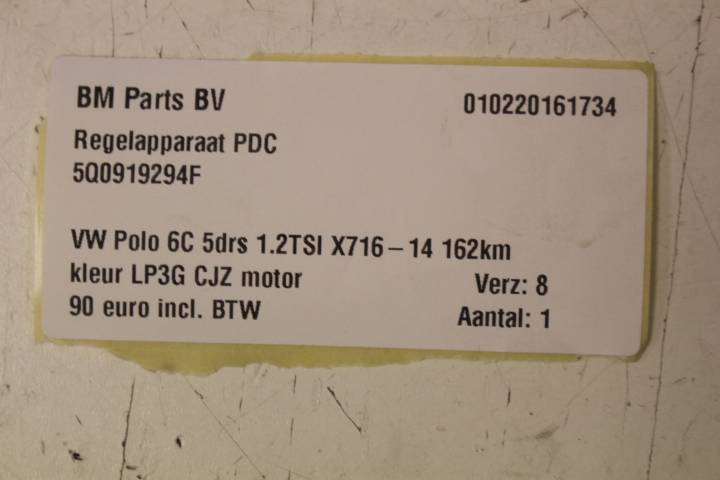 BM Parts BV 010220161734
Regelapparaat PDC
5Q0919294F
VW Polo 6C 5drs 1.2TSI X716-14 162km
kleur LP3G CJZ motor Verz: 8
90 euro incl. BTW Aantal: 1